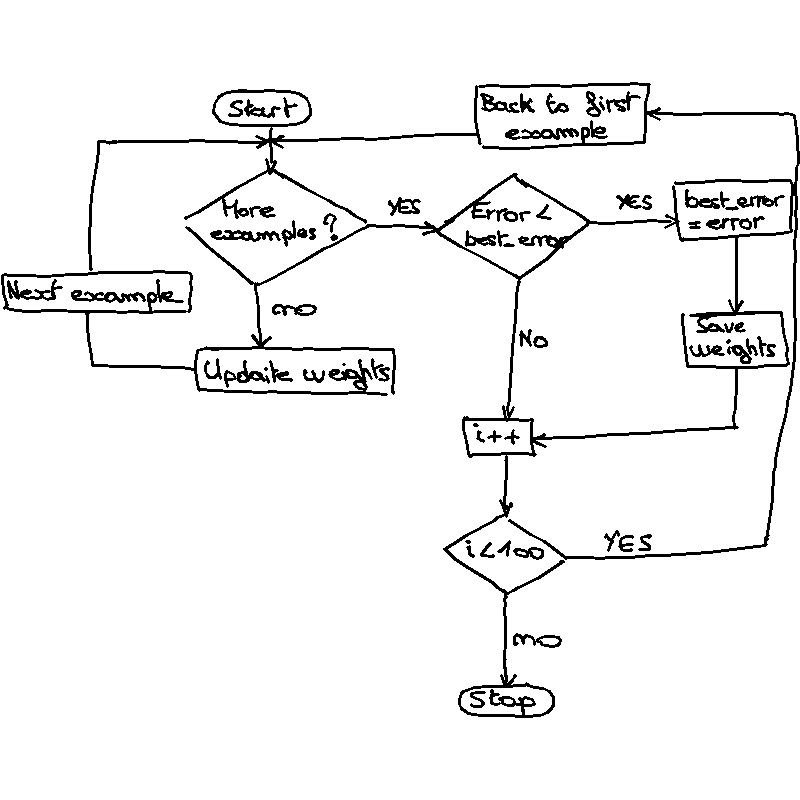 Start
Back to first
example
More
examples?
YES
Error <
best_error
YES
best_error
= error
Next example
no
Updaite weights
NO
Save
weights
i++
i<100
YES
no
Stop